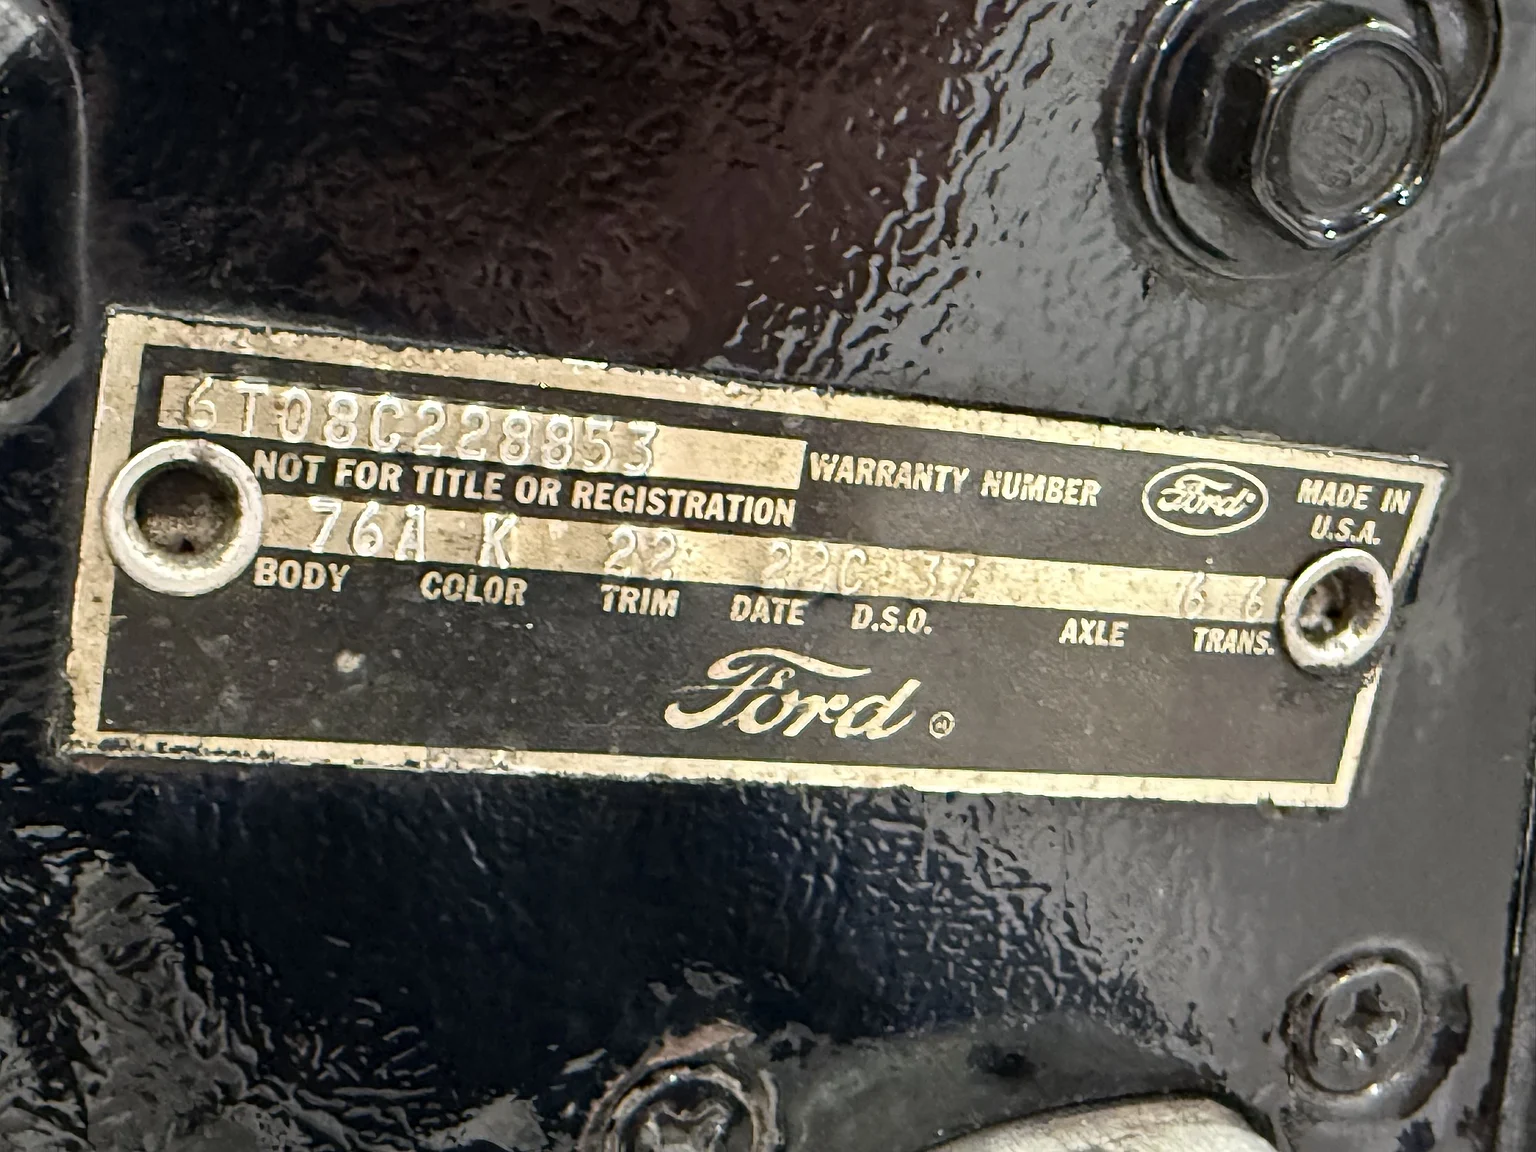 6T08C228853
WARRANTY NUMBER
Ford
MADE IN
U.S.A.
NOT FOR TITLE OR REGISTRATION
76A K 22 22C 37 6 6
BODY COLOR TRIM DATE D.S.O. AXLE TRANS.
Ford ®